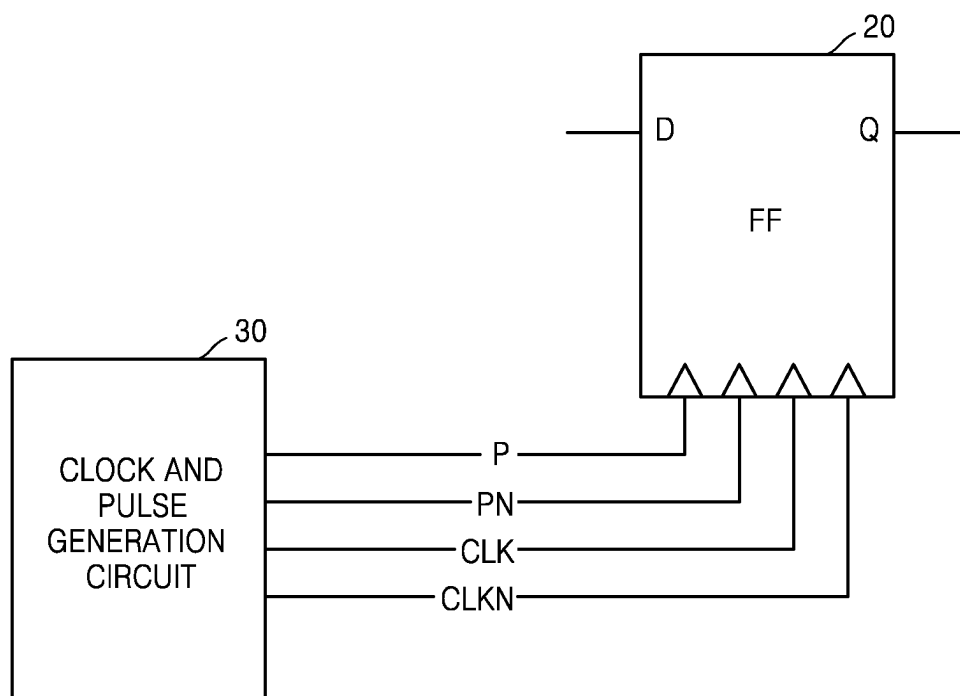 20
D
Q
FF
30
CLOCK AND
PULSE
GENERATION
CIRCUIT
P
PN
CLK
CLKN